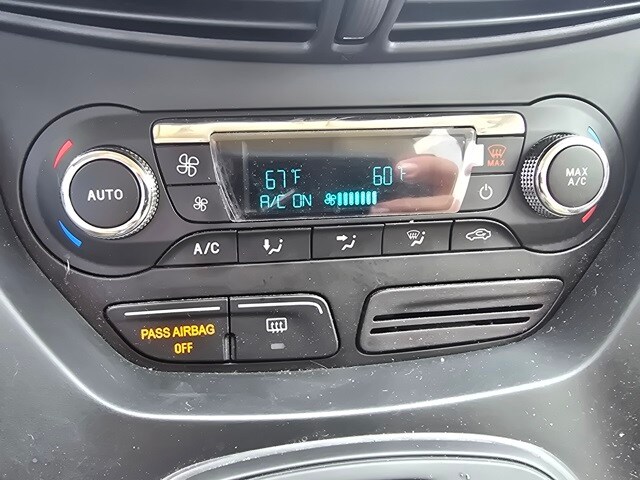 67°F 60°F
A/C ON
MAX
AUTO
MAX
A/C
A/C
PASS AIRBAG
OFF